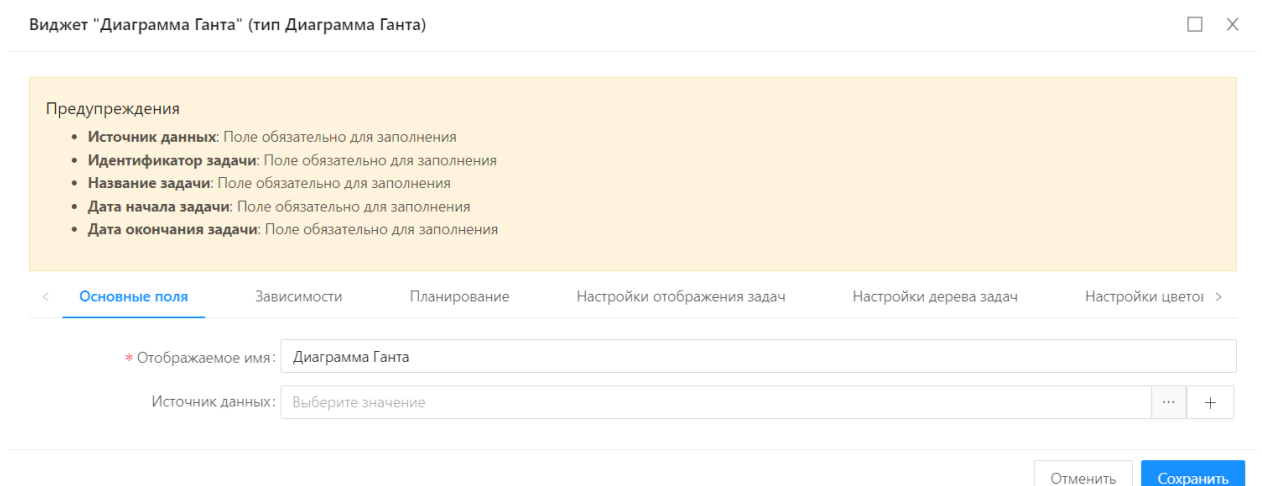 Виджет "Диаграмма Ганта" (тип Диаграмма Ганта)
Предупреждения
• Источник данных: Поле обязательно для заполнения
• Идентификатор задачи: Поле обязательно для заполнения
• Название задачи: Поле обязательно для заполнения
• Дата начала задачи: Поле обязательно для заполнения
• Дата окончания задачи: Поле обязательно для заполнения
< Основные поля Зависимости Планирование Настройки отображения задач Настройки дерева задач Настройки цветов >
* Отображаемое имя: Диаграмма Ганта
Источник данных: Выберите значение ... +
Отменить Сохранить